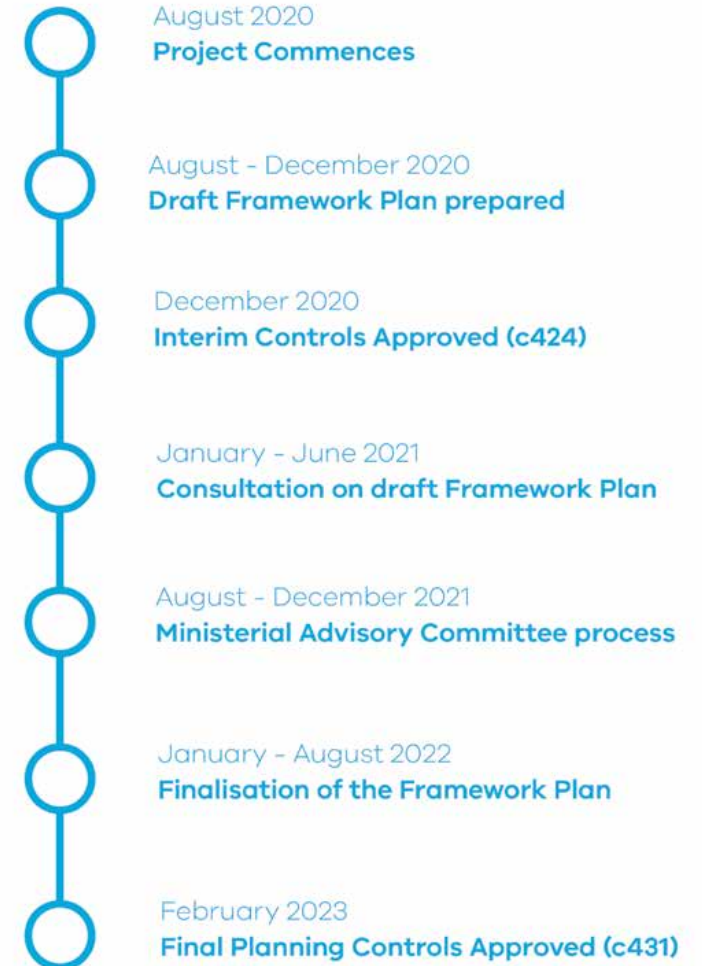 August 2020
Project Commences
August - December 2020
Draft Framework Plan prepared
December 2020
Interim Controls Approved (c424)
January - June 2021
Consultation on draft Framework Plan
August - December 2021
Ministerial Advisory Committee process
January - August 2022
Finalisation of the Framework Plan
February 2023
Final Planning Controls Approved (c431)